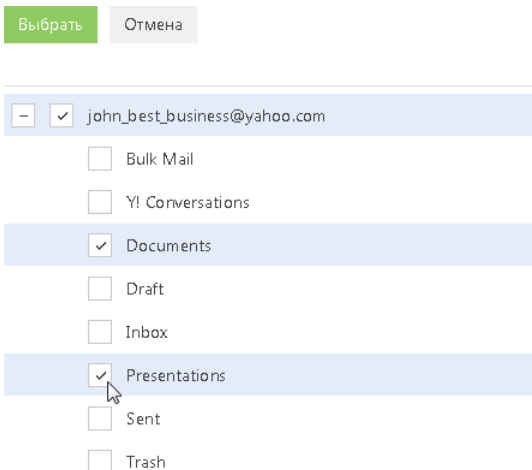 Выбрать Отмена
john_best_business@yahoo.com
Bulk Mail
Y! Conversations
Documents
Draft
Inbox
Presentations
Sent
Trash